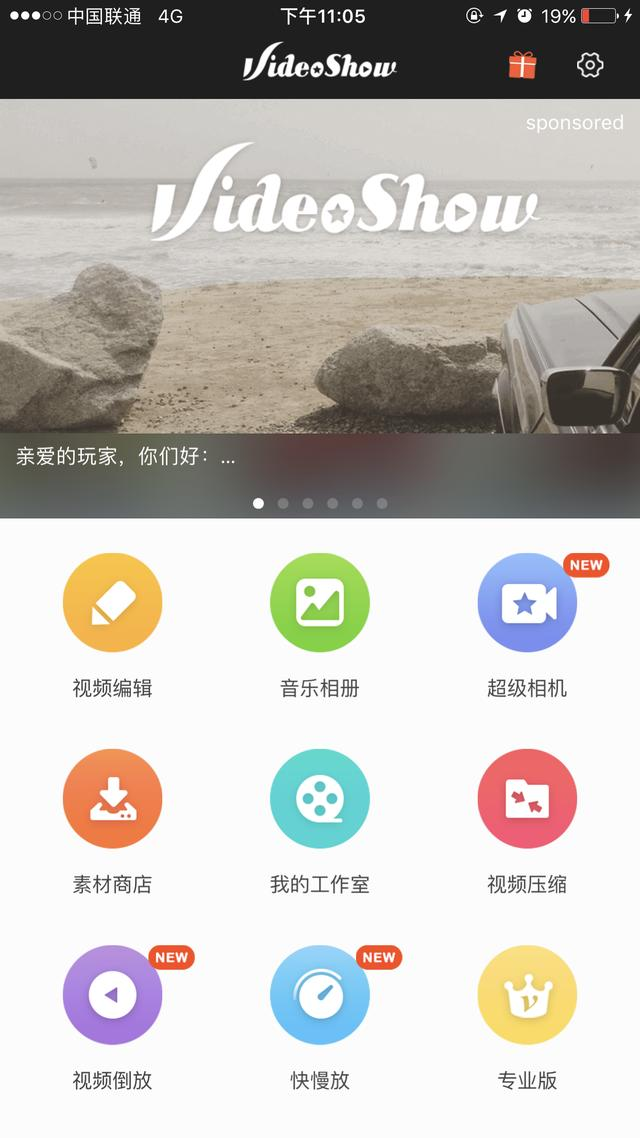 中国联通 4G 下午11:05 19%
VideoShow
sponsored
VideoShow
亲爱的玩家，你们好：...
NEW
视频编辑 音乐相册 超级相机
素材商店 我的工作室 视频压缩
NEW NEW
视频倒放 快慢放 专业版